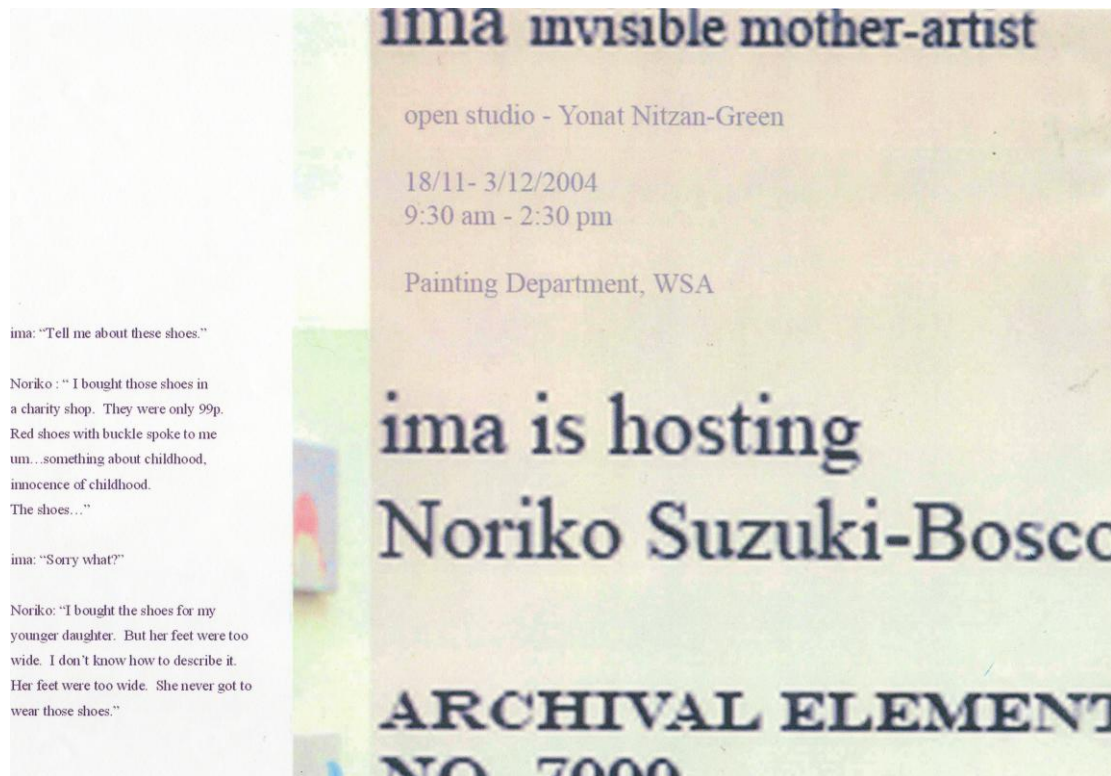 ima: “Tell me about these shoes.”
Noriko : “ I bought those shoes in
a charity shop. They were only 99p.
Red shoes with buckle spoke to me
um…something about childhood,
innocence of childhood.
The shoes…”
ima: “Sorry what?”
Noriko: “I bought the shoes for my
younger daughter. But her feet were too
wide. I don’t know how to describe it.
Her feet were too wide. She never got to
wear those shoes.”
ima invisible mother-artist
open studio - Yonat Nitzan-Green
18/11- 3/12/2004
9:30 am - 2:30 pm
Painting Department, WSA
ima is hosting
Noriko Suzuki-Bosco
ARCHIVAL ELEMENT
NO. 7000